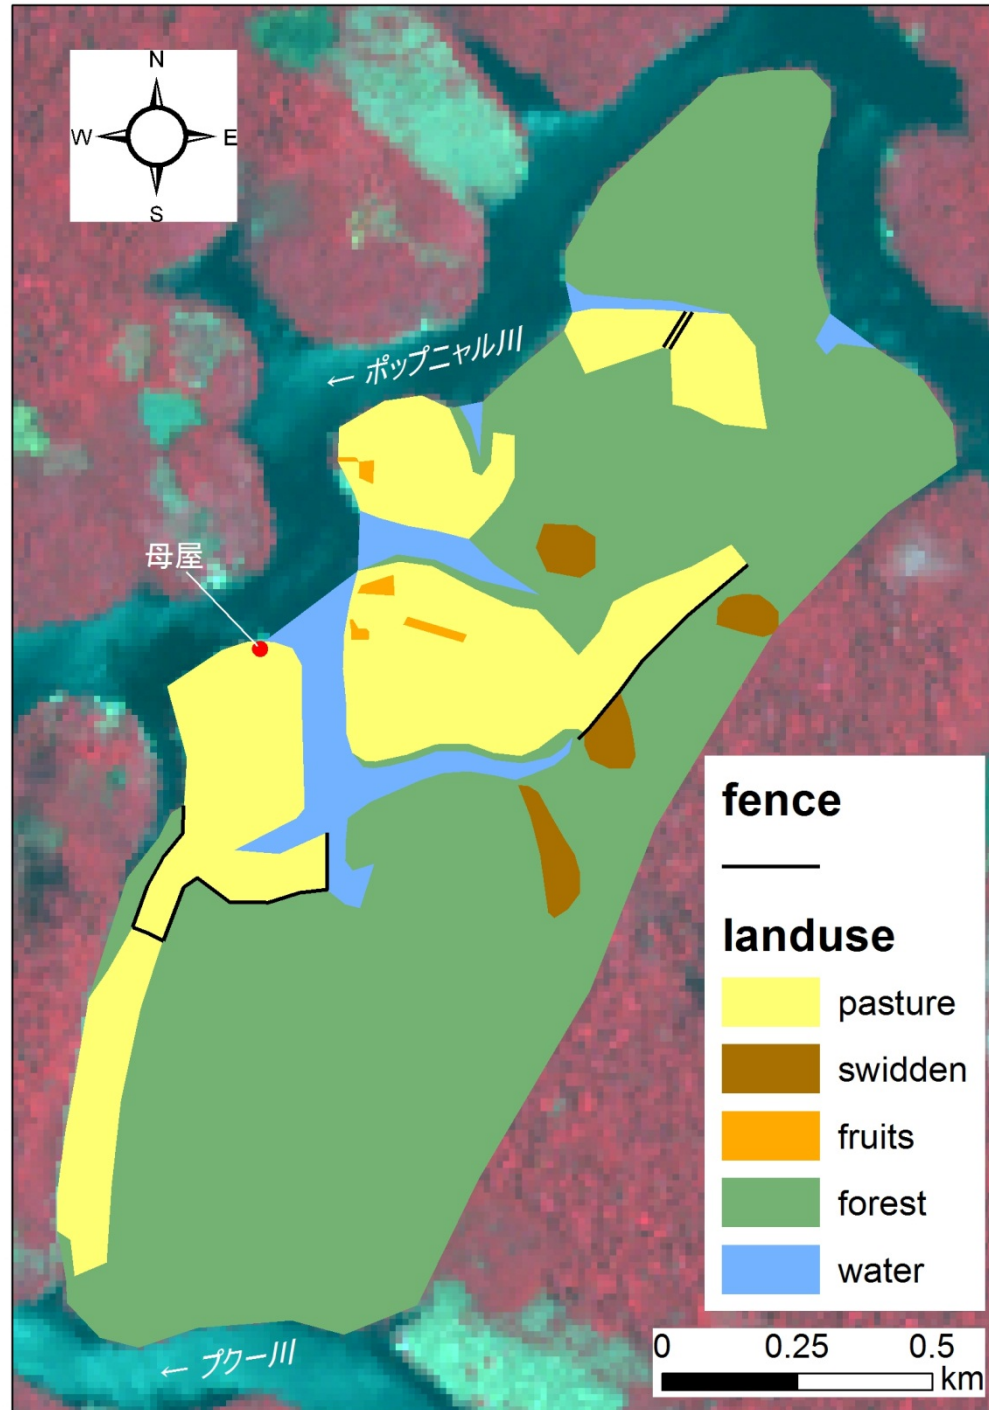 N
W E
S
← ポップニャル川
母屋
fence
landuse
pasture
swidden
fruits
forest
water
← プクー川
0 0.25 0.5
km